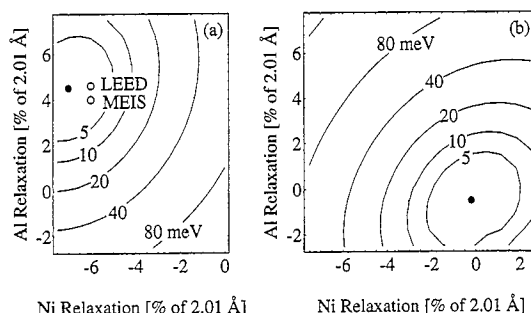 (a)
6
4
2
0
-2
Al Relaxation [% of 2.01 Å]
LEED
MEIS
5
10
20
40
80 meV
-6 -4 -2 0
Ni Relaxation [% of 2.01 Å]
(b)
80 meV
40
20
10
5
6
4
2
0
-2
Al Relaxation [% of 2.01 Å]
-6 -4 -2 0 2
Ni Relaxation [% of 2.01 Å]